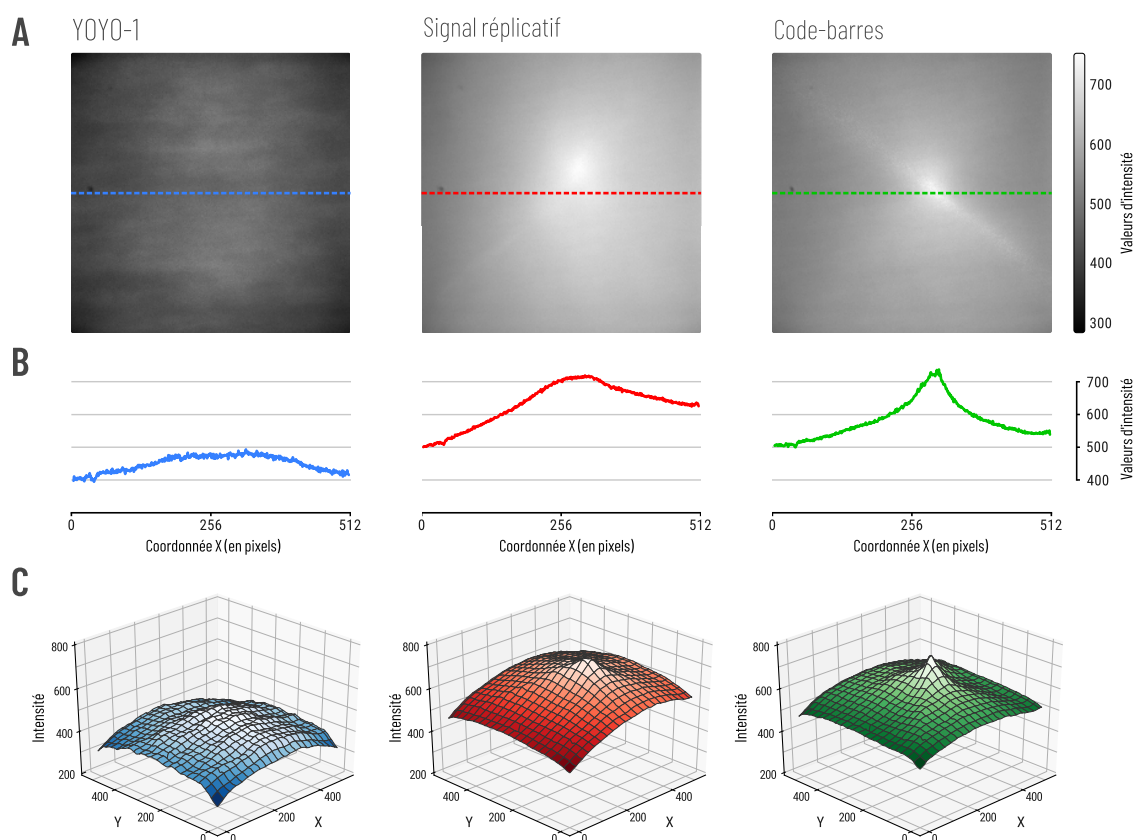 A
YOYO-1
Signal réplicatif
Code-barres
700
600
500
400
300
Valeurs d'intensité
B
700
600
500
400
Valeurs d'intensité
0 256 512
0 256 512
0 256 512
Coordonnée X (en pixels)
Coordonnée X (en pixels)
Coordonnée X (en pixels)
C
800
600
400
200
Intensité
400
200
0
Y
0
200
400
X
800
600
400
200
Intensité
400
200
0
Y
0
200
400
X
800
600
400
200
Intensité
400
200
0
Y
0
200
400
X